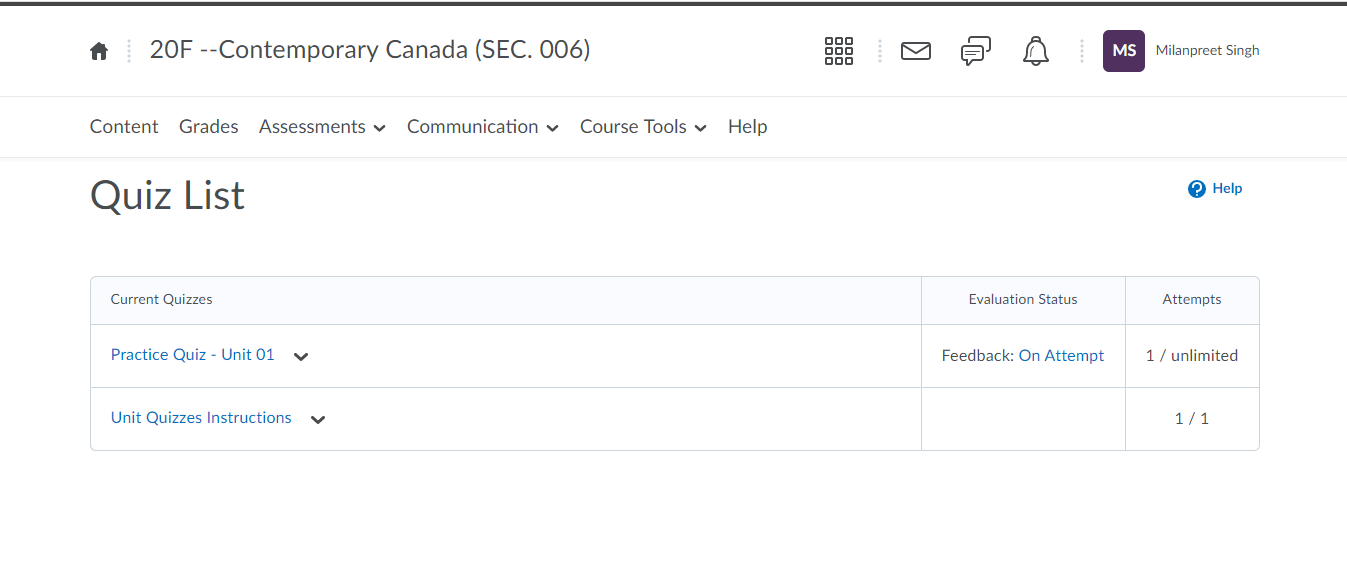 20F --Contemporary Canada (SEC. 006) MS Milanpreet Singh
Content Grades Assessments Communication Course Tools Help
Quiz List
Help
Current Quizzes Evaluation Status Attempts
Practice Quiz - Unit 01 Feedback: On Attempt 1 / unlimited
Unit Quizzes Instructions 1 / 1